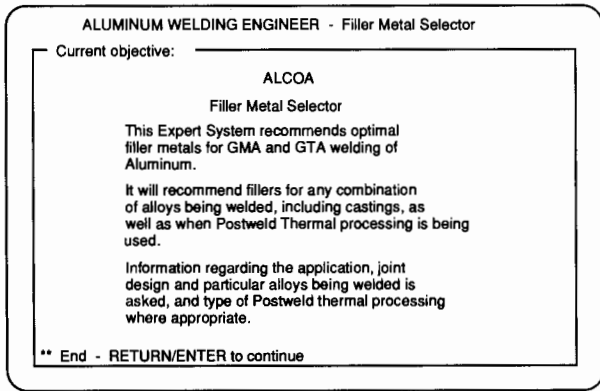 ALUMINUM WELDING ENGINEER - Filler Metal Selector
Current objective:
ALCOA
Filler Metal Selector
This Expert System recommends optimal
filler metals for GMA and GTA welding of
Aluminum.
It will recommend fillers for any combination
of alloys being welded, including castings, as
well as when Postweld Thermal processing is being
used.
Information regarding the application, joint
design and particular alloys being welded is
asked, and type of Postweld thermal processing
where appropriate.
** End - RETURN/ENTER to continue